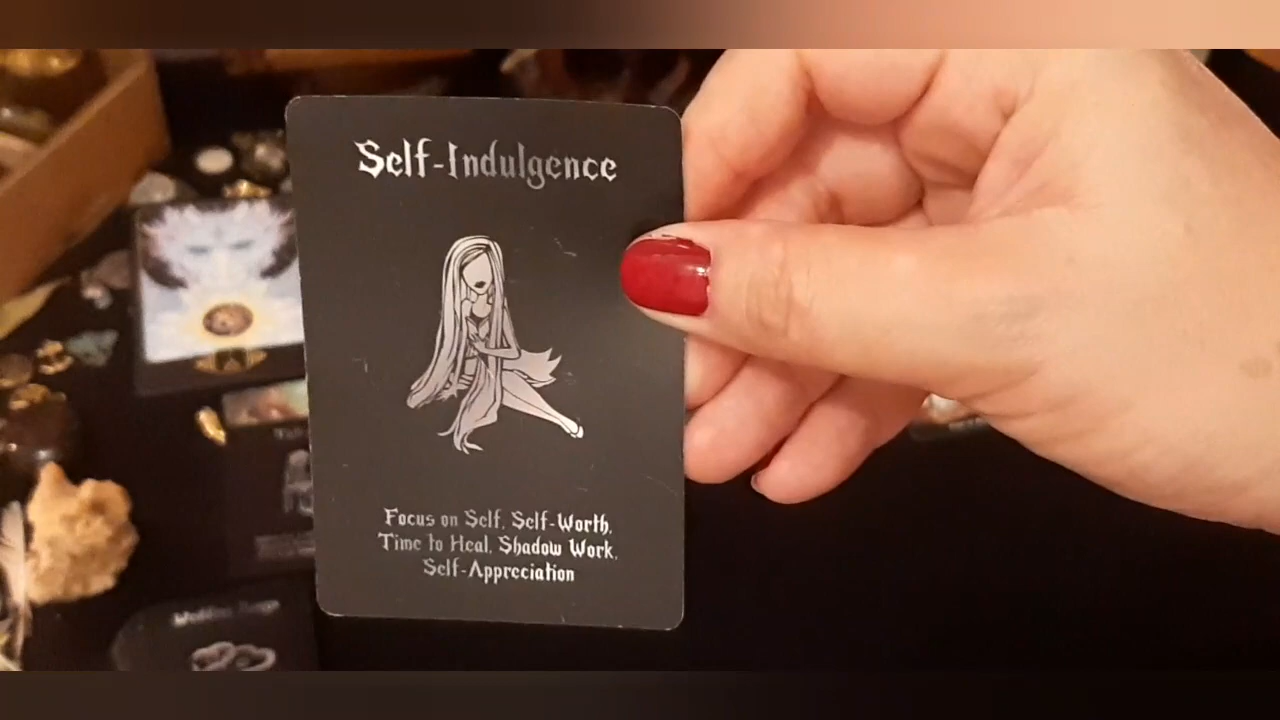 Self-Indulgence
Focus on Self, Self-Worth,
Time to Heal, Shadow Work,
Self-Appreciation